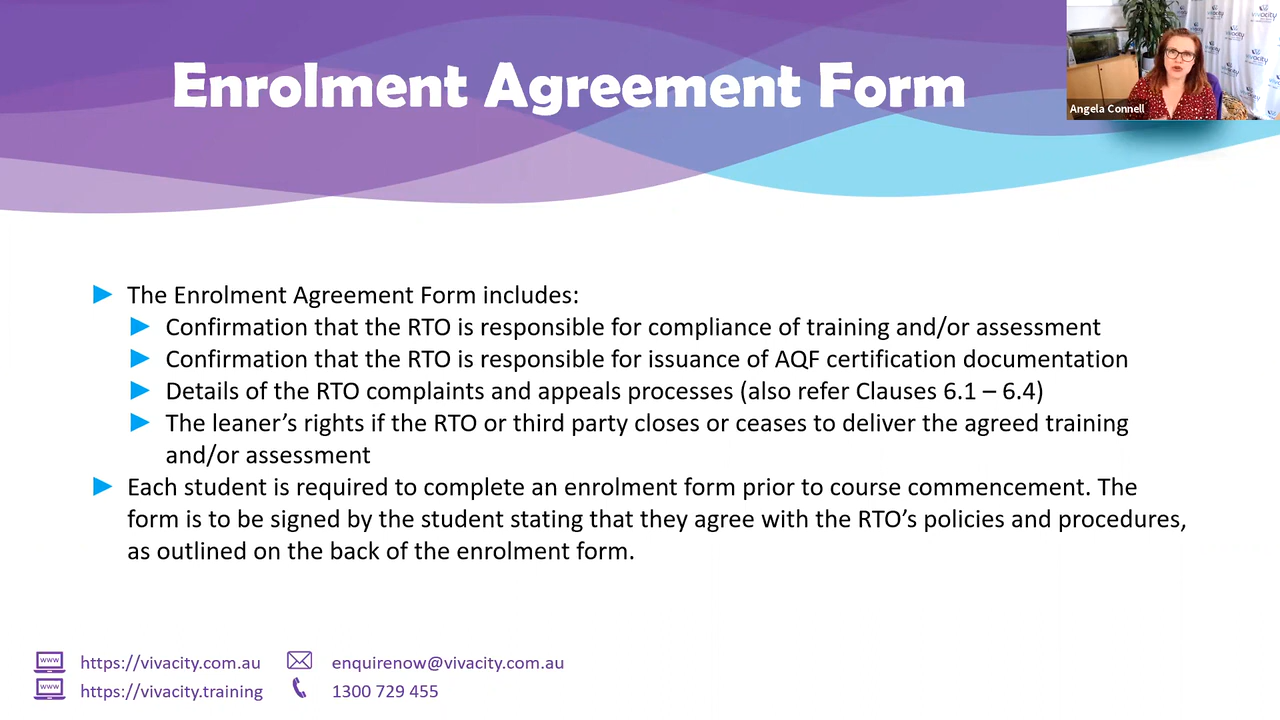 Enrolment Agreement Form
Angela Connell
vivacity
The Enrolment Agreement Form includes:
Confirmation that the RTO is responsible for compliance of training and/or assessment
Confirmation that the RTO is responsible for issuance of AQF certification documentation
Details of the RTO complaints and appeals processes (also refer Clauses 6.1 – 6.4)
The leaner’s rights if the RTO or third party closes or ceases to deliver the agreed training
and/or assessment
Each student is required to complete an enrolment form prior to course commencement. The
form is to be signed by the student stating that they agree with the RTO’s policies and procedures,
as outlined on the back of the enrolment form.
www https://vivacity.com.au enquirenow@vivacity.com.au
www https://vivacity.training 1300 729 455